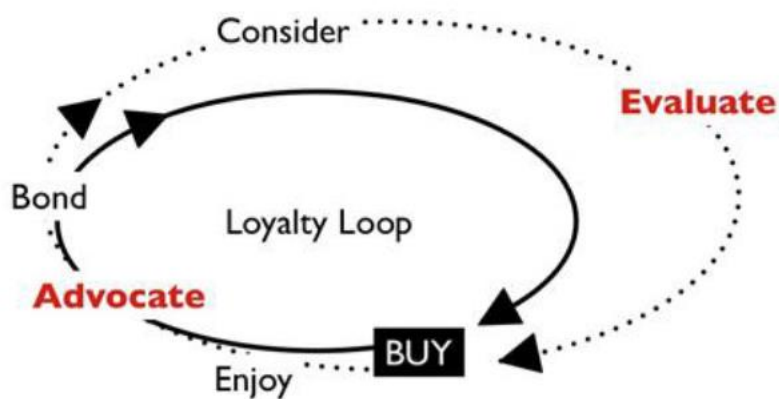 Consider
Evaluate
Bond
Loyalty Loop
Advocate
BUY
Enjoy